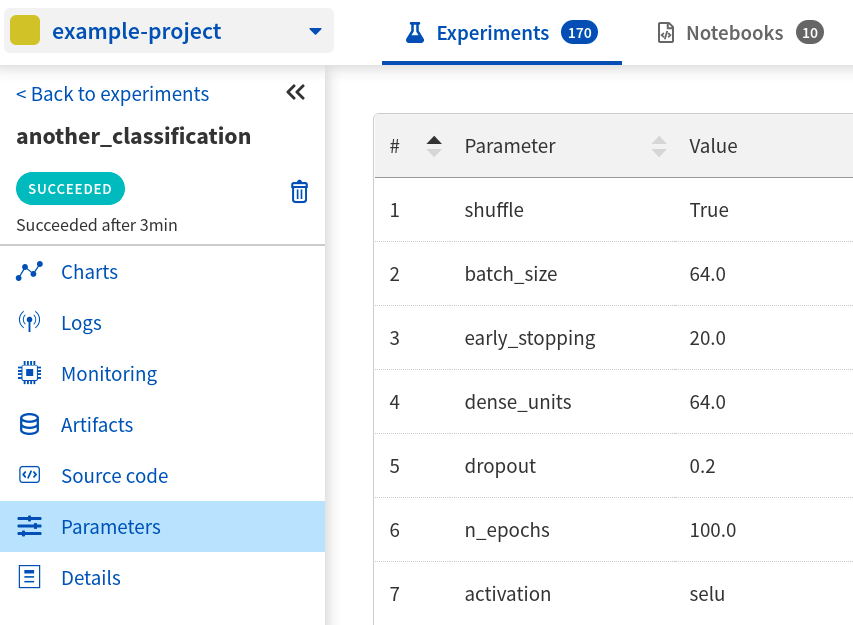 example-project
Experiments 170
Notebooks 10
< Back to experiments
another_classification
SUCCEEDED
Succeeded after 3min
Charts
Logs
Monitoring
Artifacts
Source code
Parameters
Details
# Parameter Value
1 shuffle True
2 batch_size 64.0
3 early_stopping 20.0
4 dense_units 64.0
5 dropout 0.2
6 n_epochs 100.0
7 activation selu